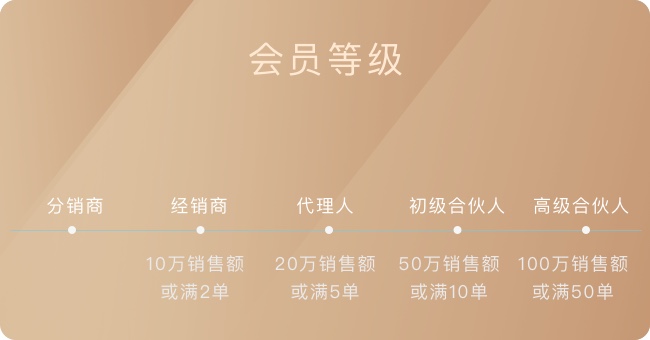 会员等级
分销商 经销商 代理人 初级合伙人 高级合伙人
10万销售额 20万销售额 50万销售额 100万销售额
或满2单 或满5单 或满10单 或满50单